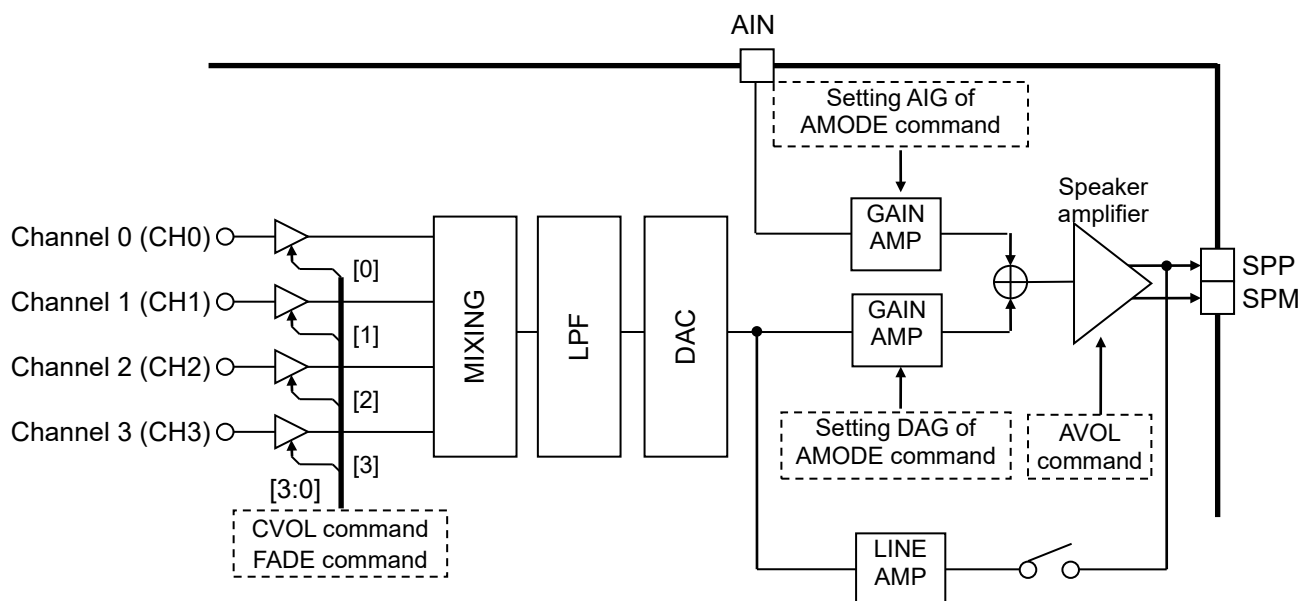 AIN
Setting AIG of
AMODE command
Speaker
amplifier
GAIN
AMP
Channel 0 (CH0)
[0]
SPP
Channel 1 (CH1)
SPM
[1]
GAIN
AMP
MIXING
LPF
DAC
Channel 2 (CH2)
[2]
Channel 3 (CH3)
[3]
Setting DAG of
AMODE command
AVOL
command
[3:0]
CVOL command
FADE command
LINE
AMP